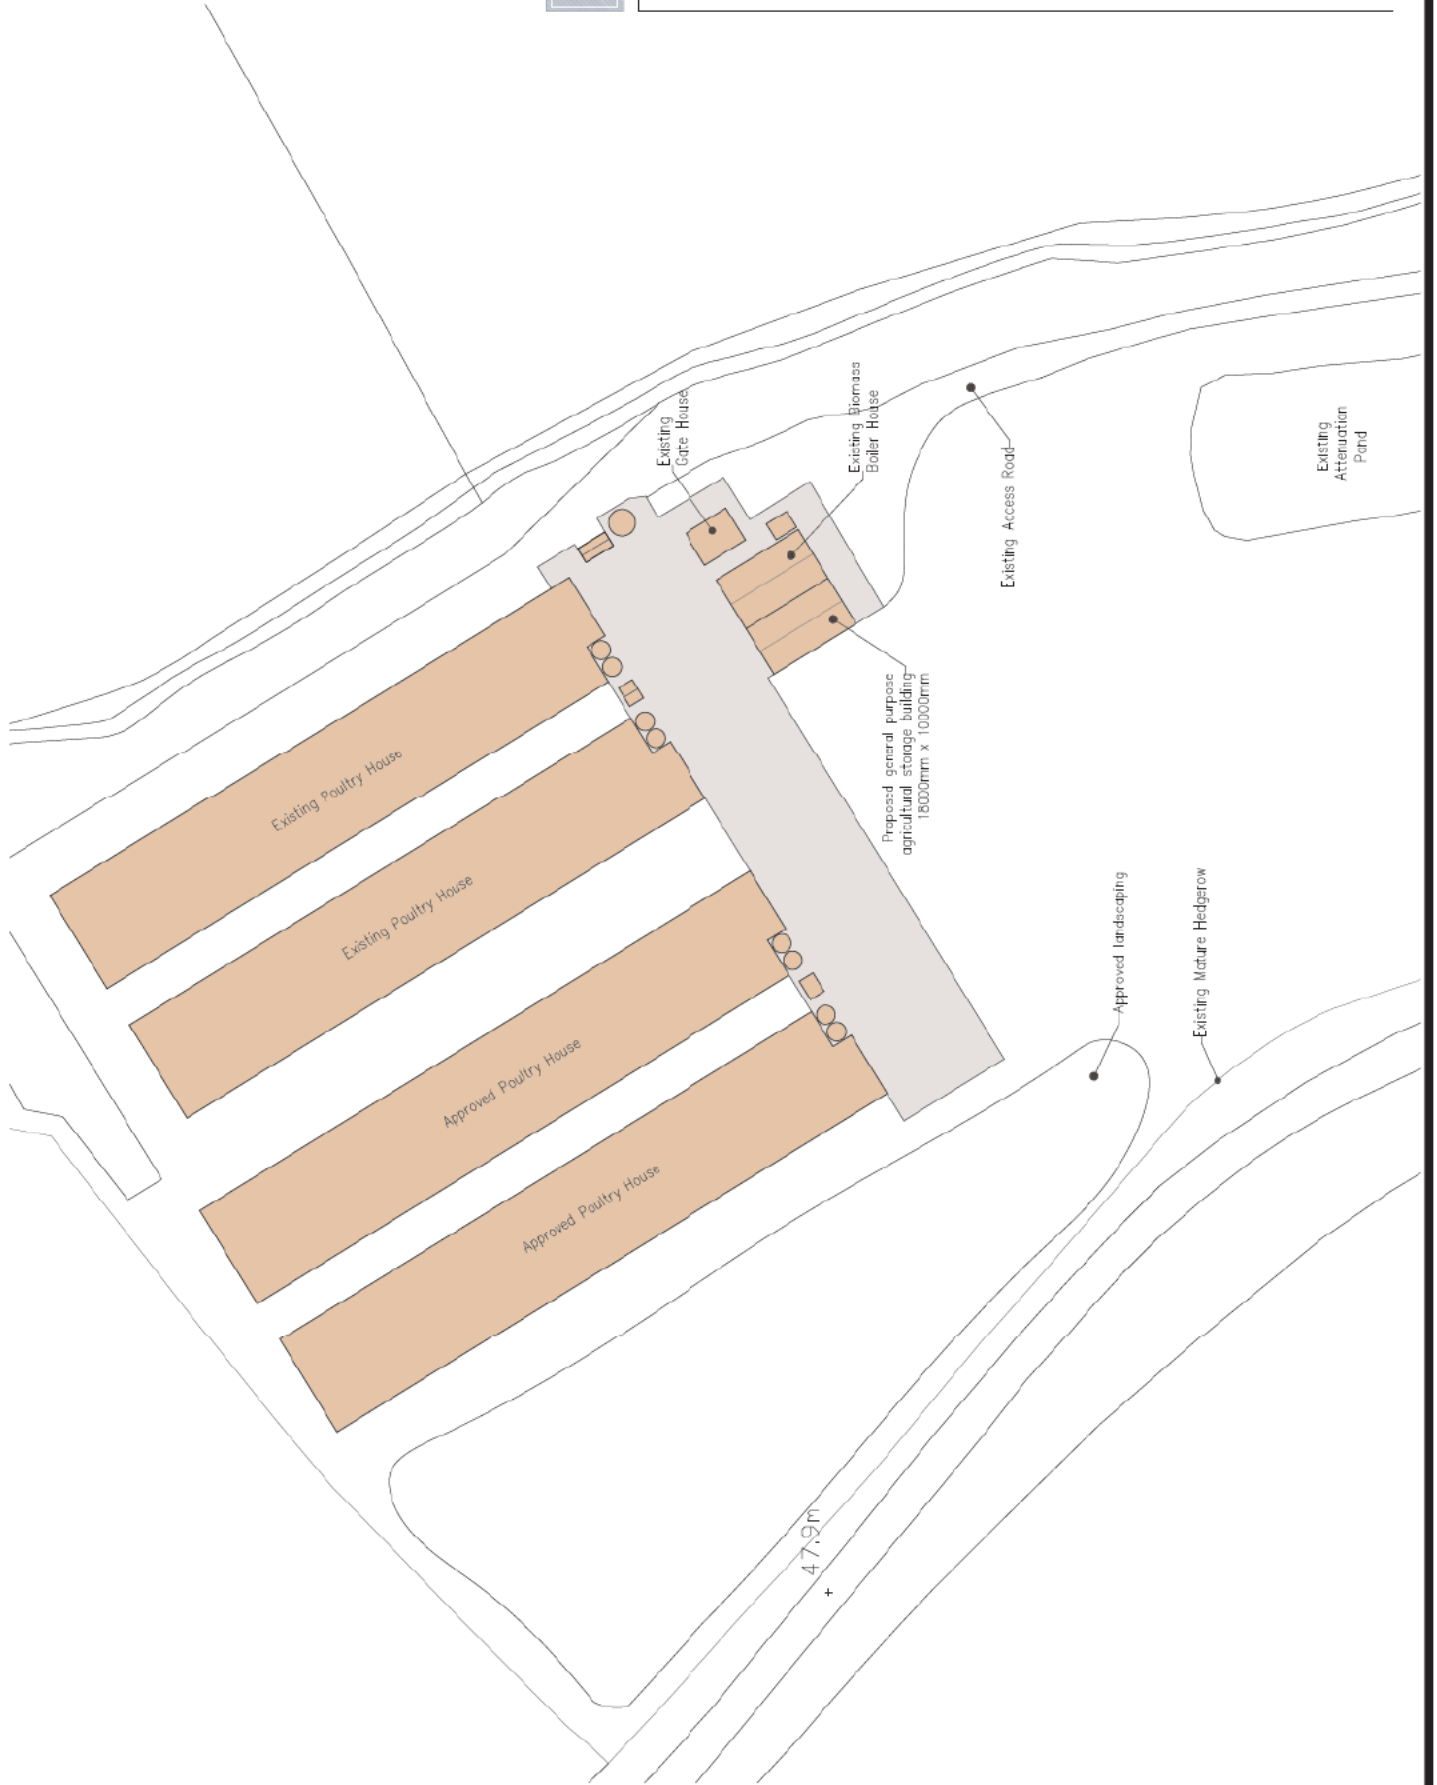 Existing
Gate House
Existing Biomass
Boiler House
Existing Access Road
Existing
Attenuation
Pond
Proposed general purpose
agricultural storage building
18000mm x 10000mm
Existing Poultry House
Existing Poultry House
Approved Poultry House
Approved Poultry House
Approved landscaping
Existing Mature Hedgerow
47.9m